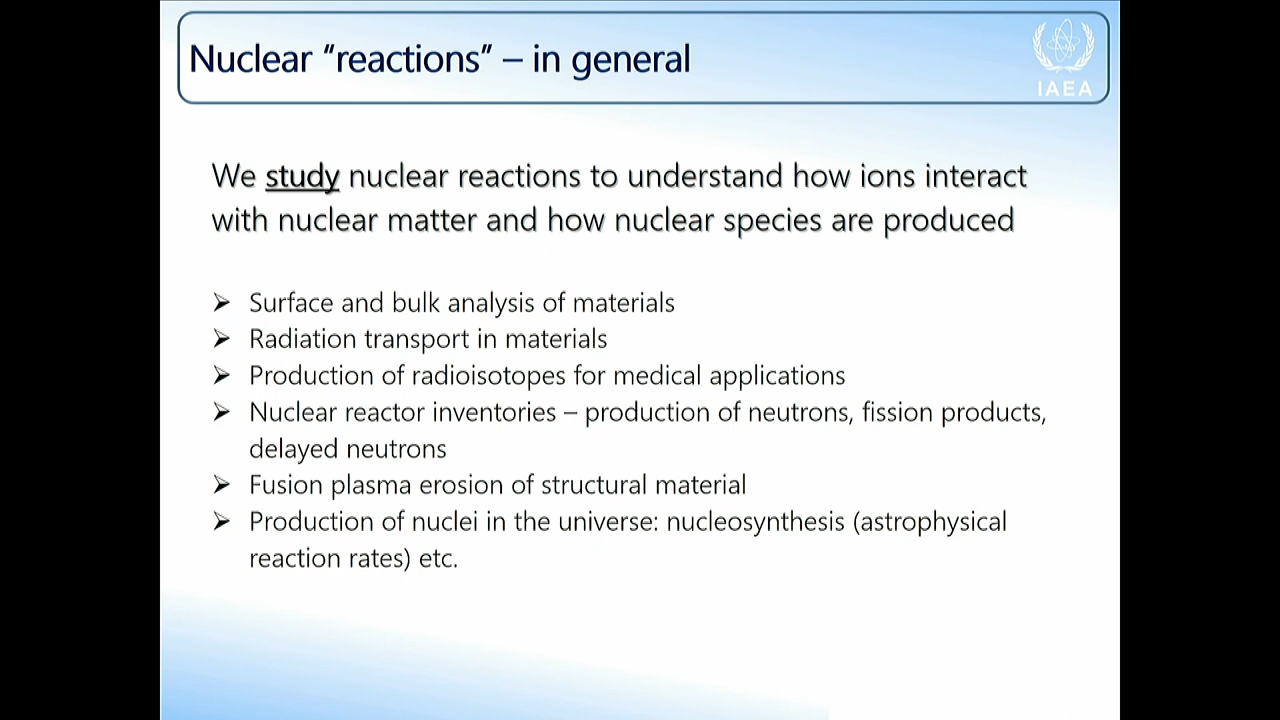 Nuclear “reactions” – in general
IAEA
We study nuclear reactions to understand how ions interact
with nuclear matter and how nuclear species are produced
➢ Surface and bulk analysis of materials
➢ Radiation transport in materials
➢ Production of radioisotopes for medical applications
➢ Nuclear reactor inventories – production of neutrons, fission products,
delayed neutrons
➢ Fusion plasma erosion of structural material
➢ Production of nuclei in the universe: nucleosynthesis (astrophysical
reaction rates) etc.